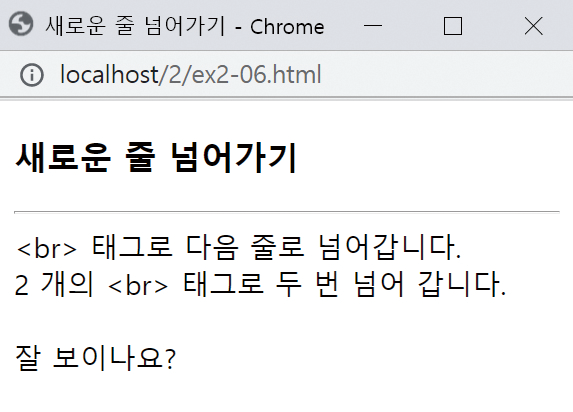 새로운 줄 넘어가기 - Chrome
localhost/2/ex2-06.html
새로운 줄 넘어가기
<br> 태그로 다음 줄로 넘어갑니다.
2 개의 <br> 태그로 두 번 넘어 갑니다.
잘 보이나요?